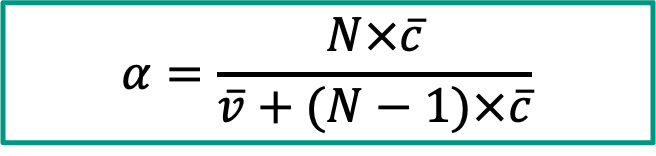 α = N×c̄ / v̄ + (N − 1)×c̄